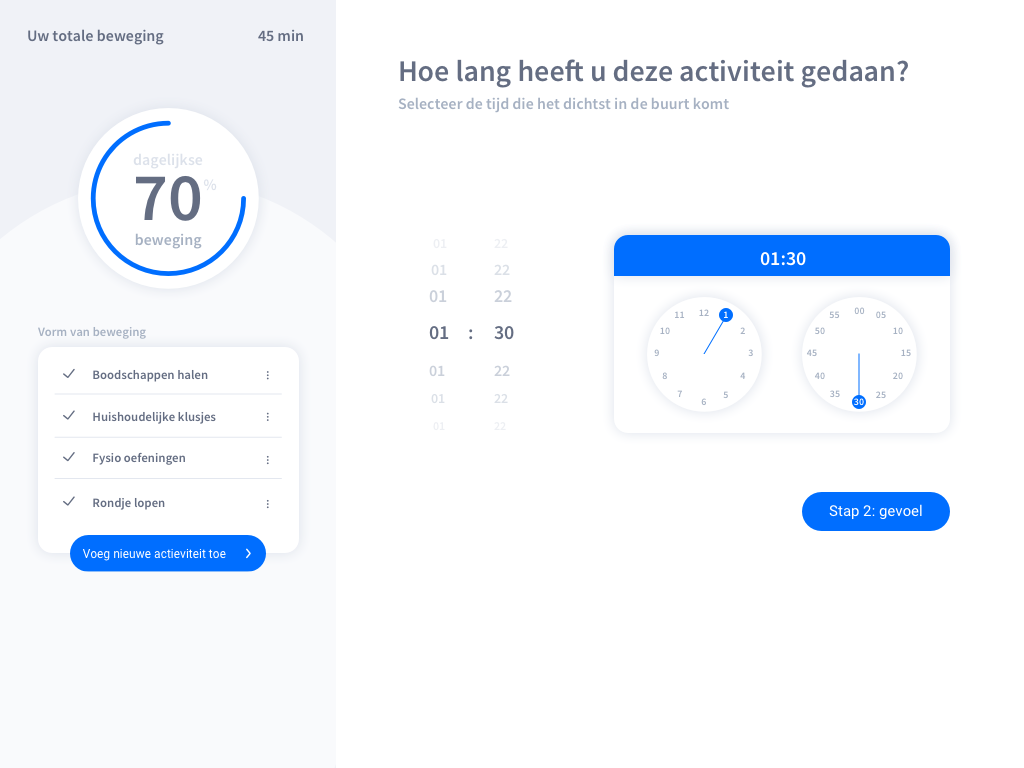 Uw totale beweging 45 min
dagelijkse
70 %
beweging
Vorm van beweging
Boodschappen halen
Huishoudelijke klusjes
Fysio oefeningen
Rondje lopen
Voeg nieuwe actieviteit toe
Hoe lang heeft u deze activiteit gedaan?
Selecteer de tijd die het dichtst in de buurt komt
01 22
01 22
01 22
01 : 30
01 22
01 22
01 22
01:30
12
1
2
3
4
5
6
7
8
9
10
11
00
05
10
15
20
25
30
35
40
45
50
55
Stap 2: gevoel